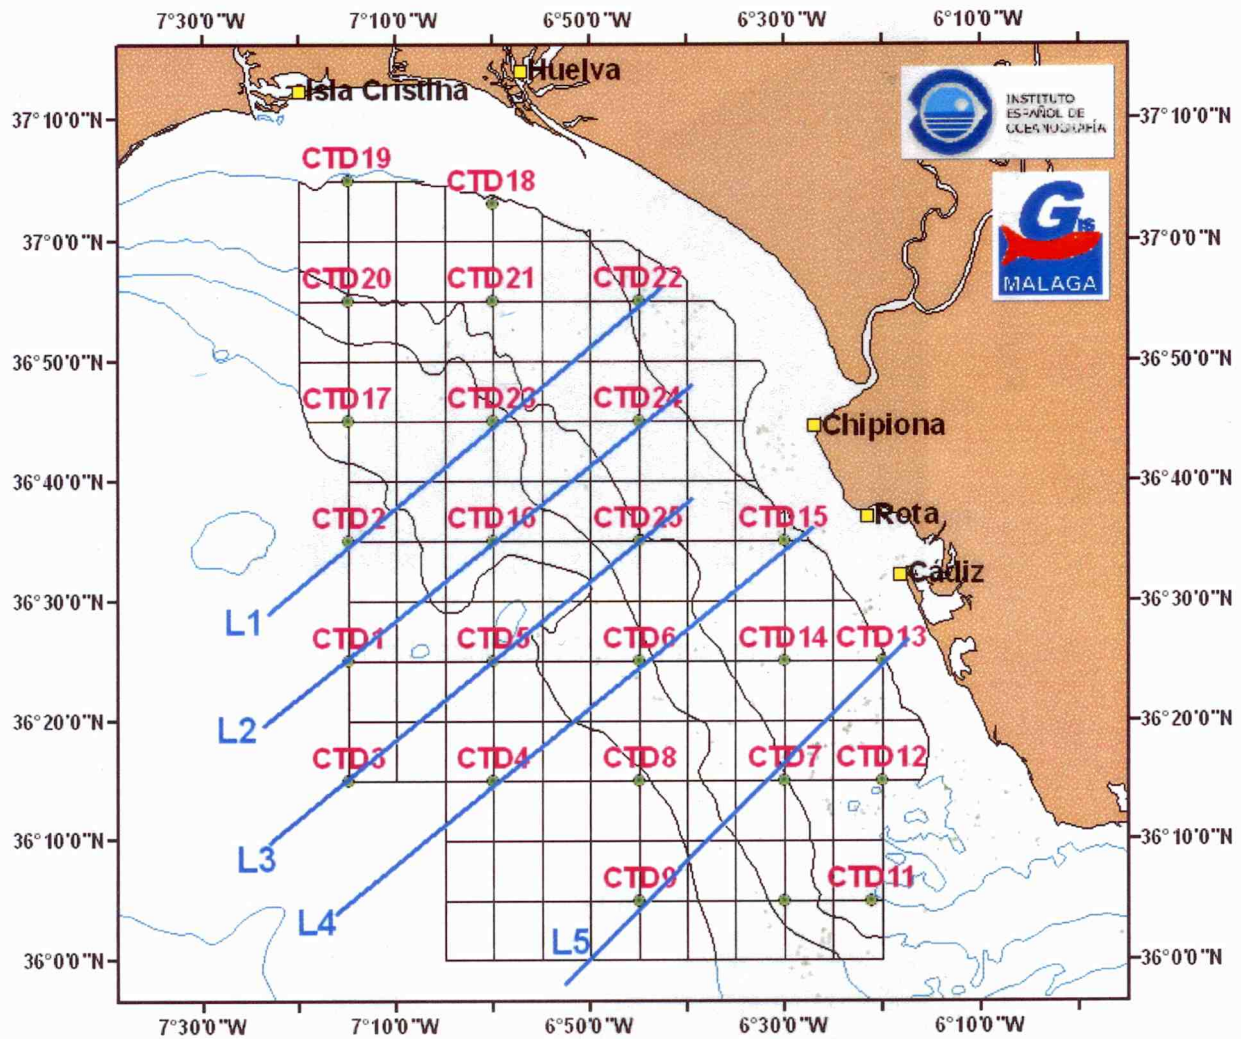 7°30'0"W 7°10'0"W 6°50'0"W 6°30'0"W 6°10'0"W
Huelva
Isla Cristina
INSTITUTO
ESPAÑOL DE
OCEANOGRAFÍA
37°10'0"N 37°10'0"N
CTD19
CTD18
Gis
MALAGA
37°0'0"N 37°0'0"N
CTD20 CTD21 CTD22
36°50'0"N 36°50'0"N
CTD17 CTD23 CTD24
Chipiona
36°40'0"N 36°40'0"N
CTD2 CTD16 CTD25 CTD15
Rota
Cádiz
36°30'0"N 36°30'0"N
L1
CTD1 CTD5 CTD6 CTD14 CTD13
36°20'0"N 36°20'0"N
L2
CTD3 CTD4 CTD8 CTD7 CTD12
36°10'0"N 36°10'0"N
L3
CTD9 CTD11
L4
L5
36°0'0"N 36°0'0"N
7°30'0"W 7°10'0"W 6°50'0"W 6°30'0"W 6°10'0"W